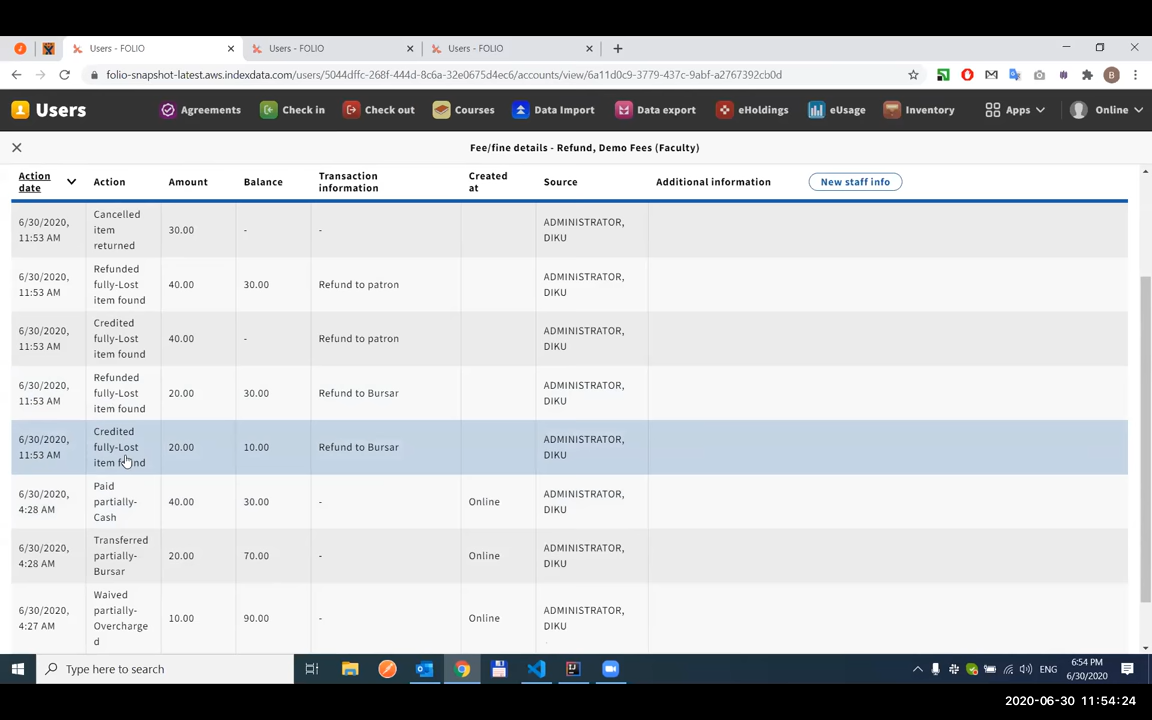 Users - FOLIO
Users - FOLIO
Users - FOLIO
folio-snapshot-latest.aws.indexdata.com/users/5044dffc-268f-444d-8c6a-32e0675d4ec6/accounts/view/6a11d0c9-3779-437c-9abf-a2767392cb0d
B
Users
Agreements
Check in
Check out
Courses
Data Import
Data export
eHoldings
eUsage
Inventory
Apps
Online
Fee/fine details - Refund, Demo Fees (Faculty)
Action
date
Action
Amount
Balance
Transaction
information
Created
at
Source
Additional information
New staff info
6/30/2020,
11:53 AM
Cancelled
item
returned
30.00
-
-
ADMINISTRATOR,
DIKU
6/30/2020,
11:53 AM
Refunded
fully-Lost
item found
40.00
30.00
Refund to patron
ADMINISTRATOR,
DIKU
6/30/2020,
11:53 AM
Credited
fully-Lost
item found
40.00
-
Refund to patron
ADMINISTRATOR,
DIKU
6/30/2020,
11:53 AM
Refunded
fully-Lost
item found
20.00
30.00
Refund to Bursar
ADMINISTRATOR,
DIKU
6/30/2020,
11:53 AM
Credited
fully-Lost
item found
20.00
10.00
Refund to Bursar
ADMINISTRATOR,
DIKU
6/30/2020,
4:28 AM
Paid
partially-
Cash
40.00
30.00
-
Online
ADMINISTRATOR,
DIKU
6/30/2020,
4:28 AM
Transferred
partially-
Bursar
20.00
70.00
-
Online
ADMINISTRATOR,
DIKU
6/30/2020,
4:27 AM
Waived
partially-
Overcharge
d
10.00
90.00
-
Online
ADMINISTRATOR,
DIKU
Type here to search
ENG
6:54 PM
6/30/2020
2020-06-30 11:54:24